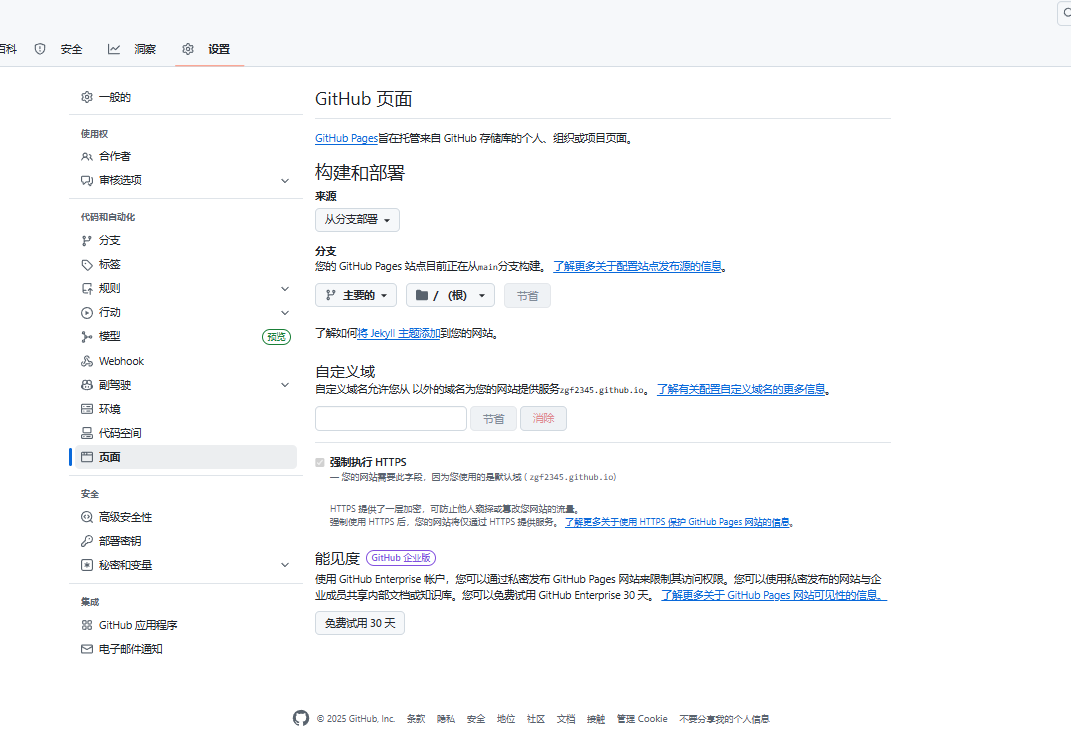 百科
安全
洞察
设置
一般的
使用权
合作者
审核选项
代码和自动化
分支
标签
规则
行动
模型 预览
Webhook
副驾驶
环境
代码空间
页面
安全
高级安全性
部署密钥
秘密和变量
集成
GitHub 应用程序
电子邮件通知
GitHub 页面
GitHub Pages旨在托管来自 GitHub 存储库的个人、组织或项目页面。
构建和部署
来源
从分支部署
分支
您的 GitHub Pages 站点目前正在从main分支构建。 了解更多关于配置站点发布源的信息。
主要的 / （根） 节省
了解如何将 Jekyll 主题添加到您的网站。
自定义域
自定义域名允许您从 以外的域名为您的网站提供服务zgf2345.github.io。 了解有关配置自定义域名的更多信息。
节省 消除
强制执行 HTTPS
— 您的网站需要此字段，因为您使用的是默认域 ( zgf2345.github.io)
HTTPS 提供了一层加密，可防止他人窥探或篡改您网站的流量。
强制使用 HTTPS 后，您的网站将仅通过 HTTPS 提供服务。 了解更多关于使用 HTTPS 保护 GitHub Pages 网站的信息。
能见度 GitHub 企业版
使用 GitHub Enterprise 帐户，您可以通过私密发布 GitHub Pages 网站来限制其访问权限。您可以使用私密发布的网站与企
业成员共享内部文档或知识库。您可以免费试用 GitHub Enterprise 30 天。 了解更多关于 GitHub Pages 网站可见性的信息。
免费试用 30 天
© 2025 GitHub, Inc. 条款 隐私 安全 地位 社区 文档 接触 管理 Cookie 不要分享我的个人信息